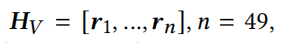 H_V = [r_1, ..., r_n], n = 49,